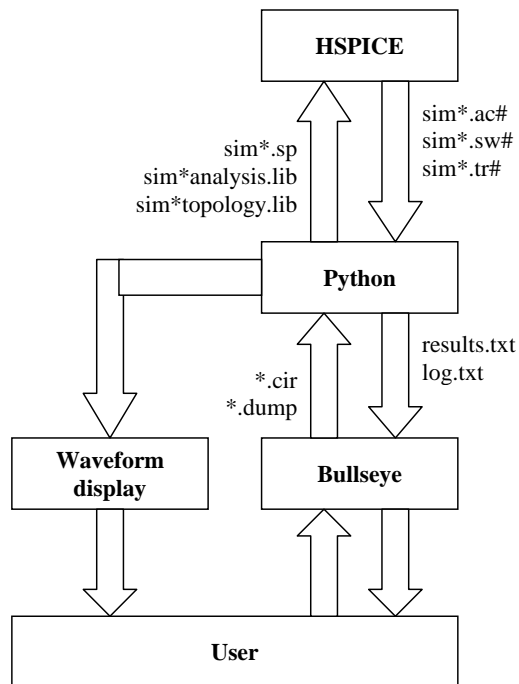 HSPICE
sim*.sp
sim*analysis.lib
sim*topology.lib
sim*.ac#
sim*.sw#
sim*.tr#
Python
*.cir
*.dump
results.txt
log.txt
Waveform
display
Bullseye
User